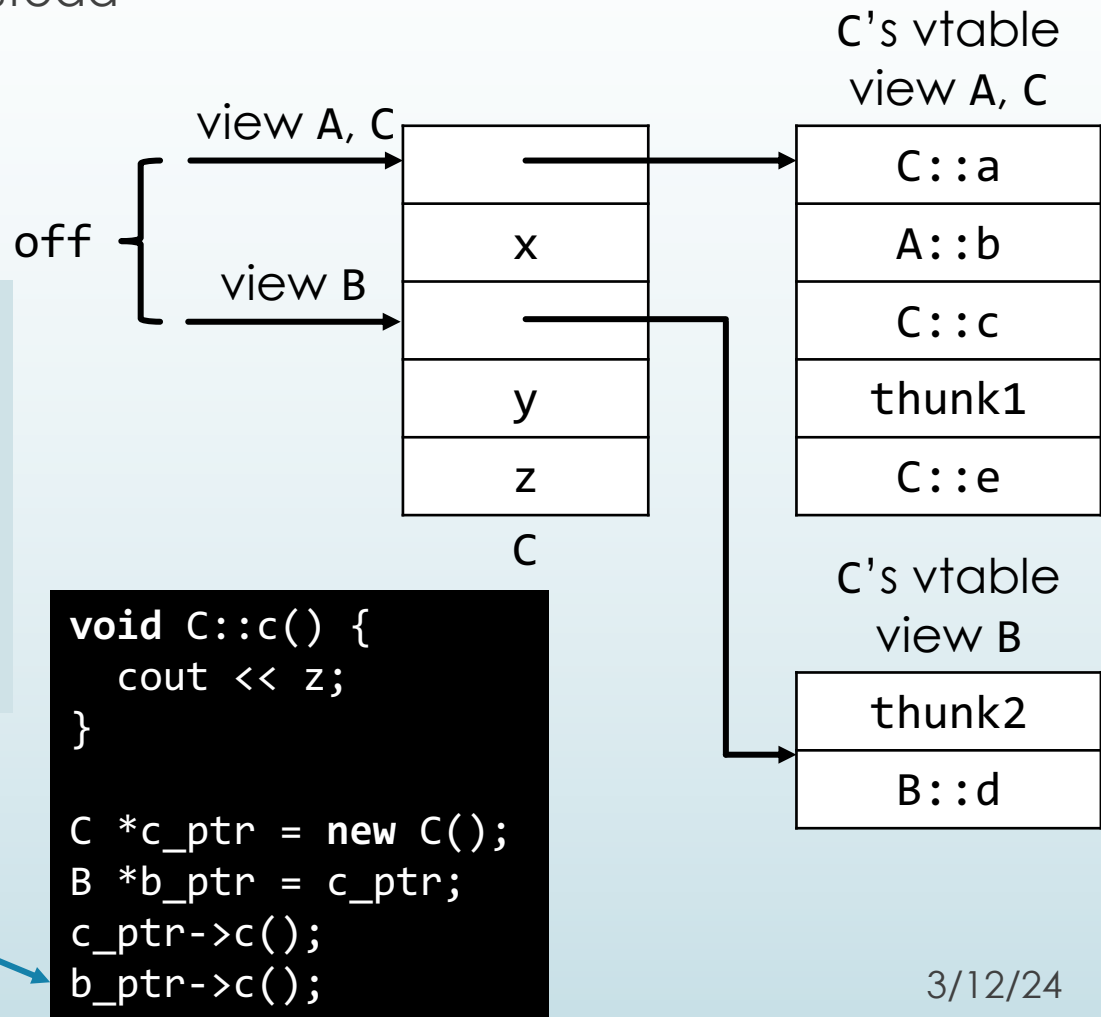 C's vtable
view A, C
view A, C
off
view B
x
y
z
C
C::a
A::b
C::c
thunk1
C::e
C's vtable
view B
thunk2
B::d
void C::c() {
  cout << z;
}

C *c_ptr = new C();
B *b_ptr = c_ptr;
c_ptr->c();
b_ptr->c();
3/12/24